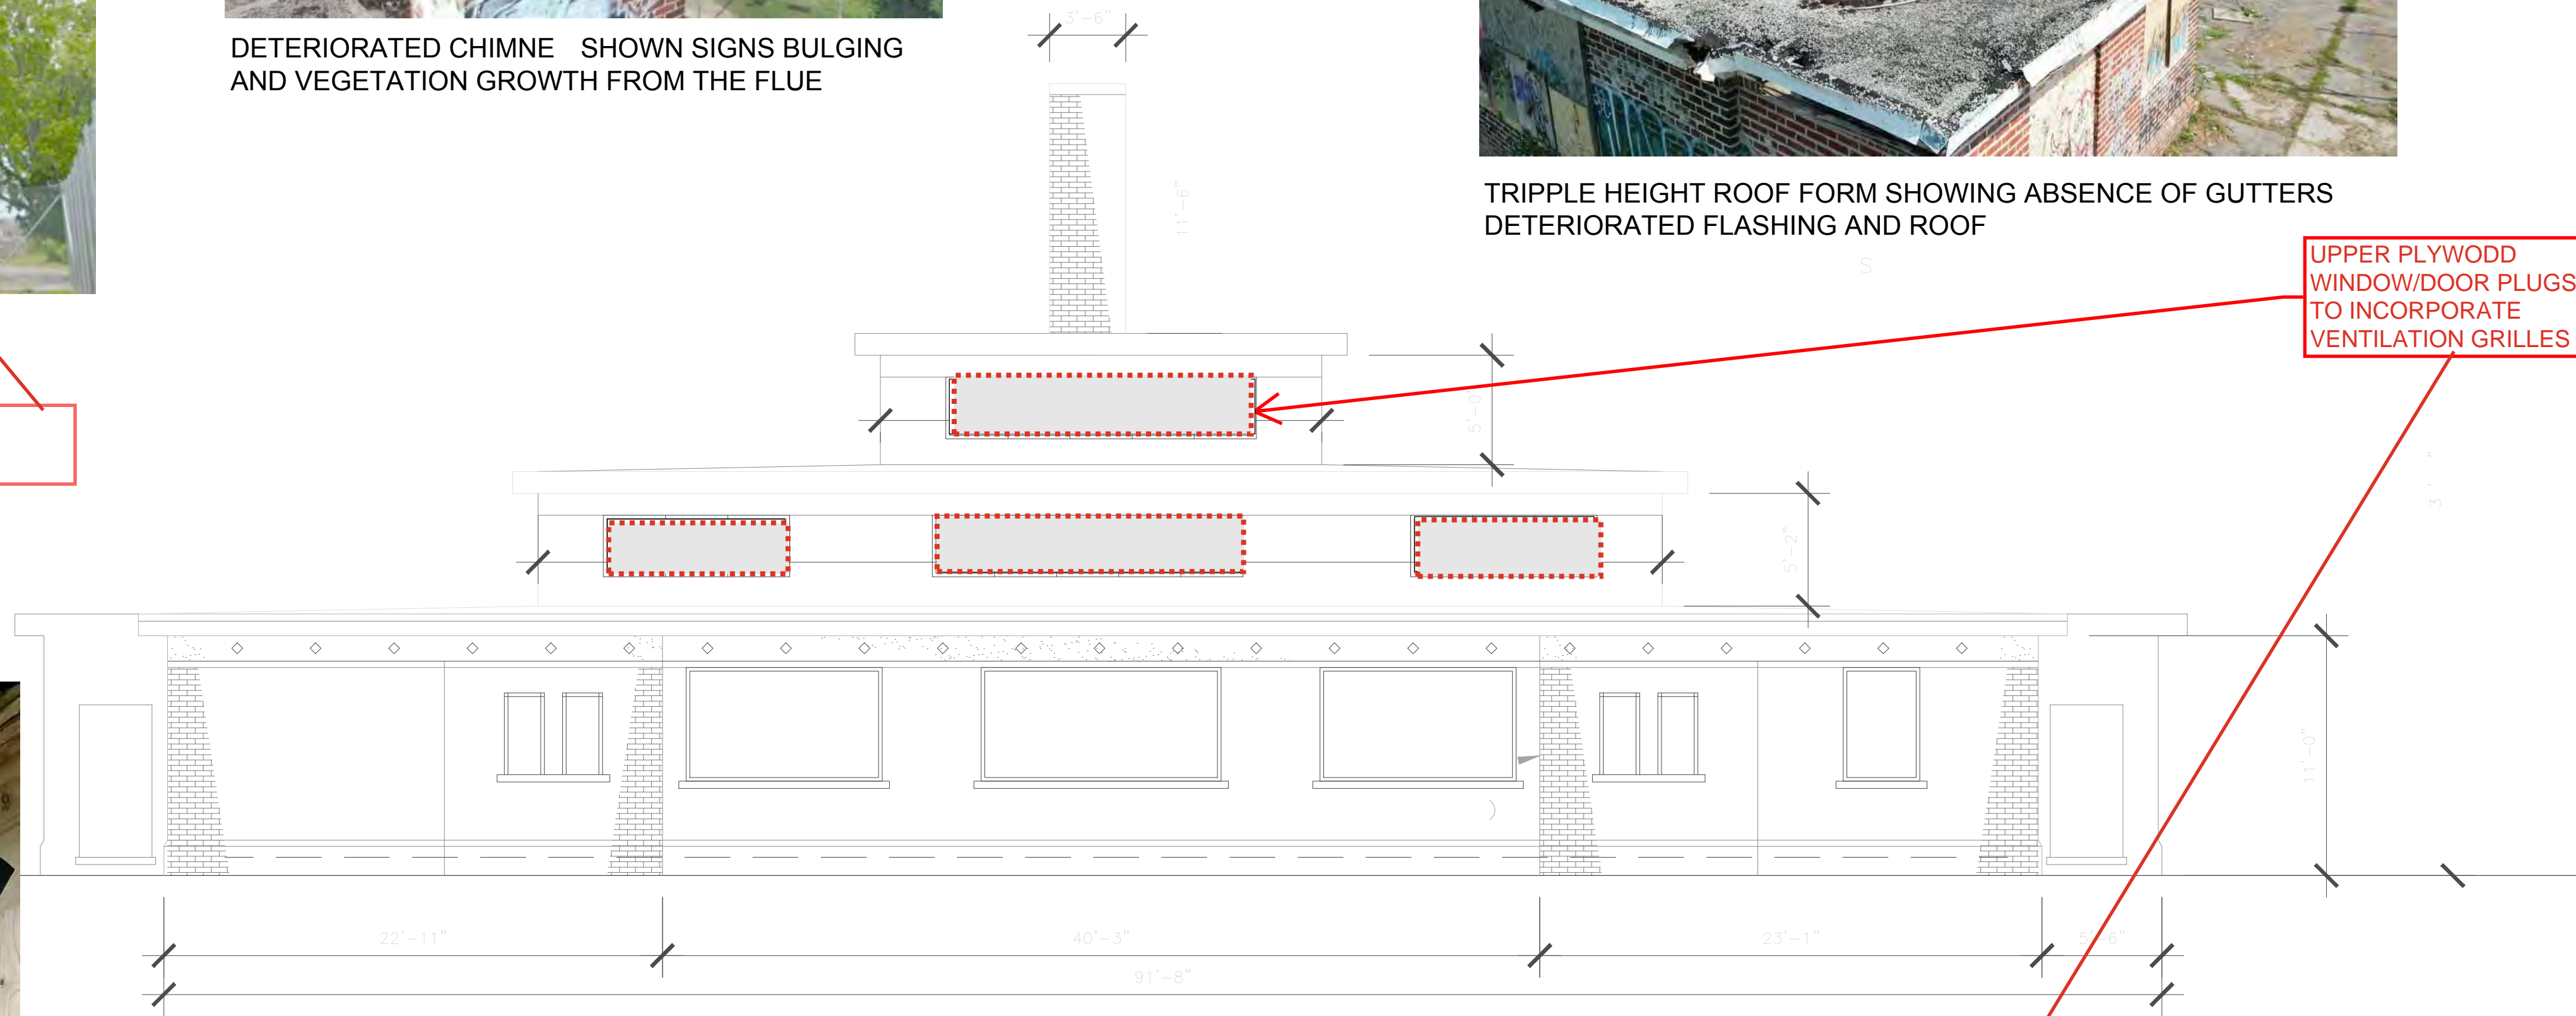 3'-6"
DETERIORATED CHIMNE SHOWN SIGNS BULGING
AND VEGETATION GROWTH FROM THE FLUE
11'-6"
TRIPPLE HEIGHT ROOF FORM SHOWING ABSENCE OF GUTTERS
DETERIORATED FLASHING AND ROOF
S
UPPER PLYWODD
WINDOW/DOOR PLUGS
TO INCORPORATE
VENTILATION GRILLES
5'-0
5'-2"
11'-0"
22'-11"
40'-3"
23'-1"
5'-6"
91'-8"